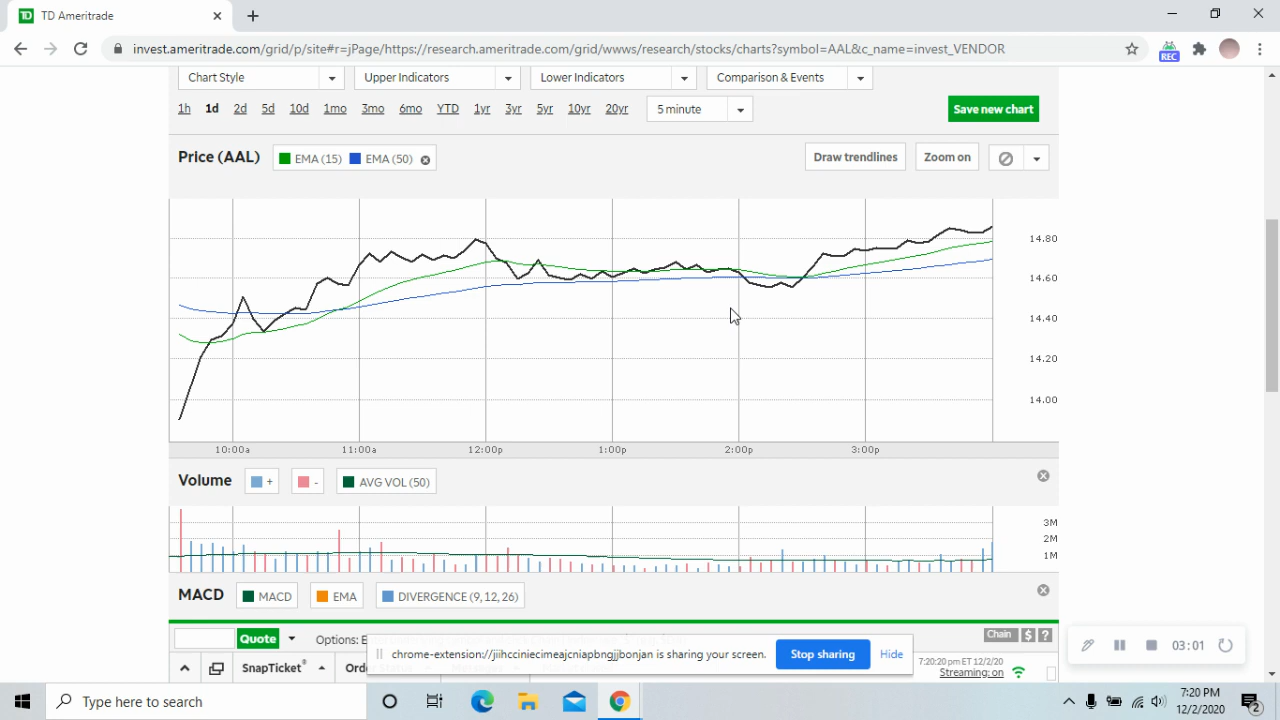 TD Ameritrade
invest.ameritrade.com/grid/p/site#r=jPage/https://research.ameritrade.com/grid/wwws/research/stocks/charts?symbol=AAL&c_name=invest_VENDOR
REC
Chart Style
Upper Indicators
Lower Indicators
Comparison & Events
1h 1d 2d 5d 10d 1mo 3mo 6mo YTD 1yr 3yr 5yr 10yr 20yr 5 minute
Save new chart
Price (AAL) EMA (15) EMA (50)
Draw trendlines
Zoom on
14.80
14.60
14.40
14.20
14.00
10:00a 11:00a 12:00p 1:00p 2:00p 3:00p
Volume + - AVG VOL (50)
3M
2M
1M
MACD MACD EMA DIVERGENCE (9, 12, 26)
Quote
Options:
Chain $ ?
chrome-extension://jiihcciniecimeajcniapbngjjbonjan is sharing your screen.
Stop sharing
Hide
SnapTicket®
7:20:20 pm ET 12/2/20
Streaming: on
03:01
Type here to search
7:20 PM
12/2/2020
2